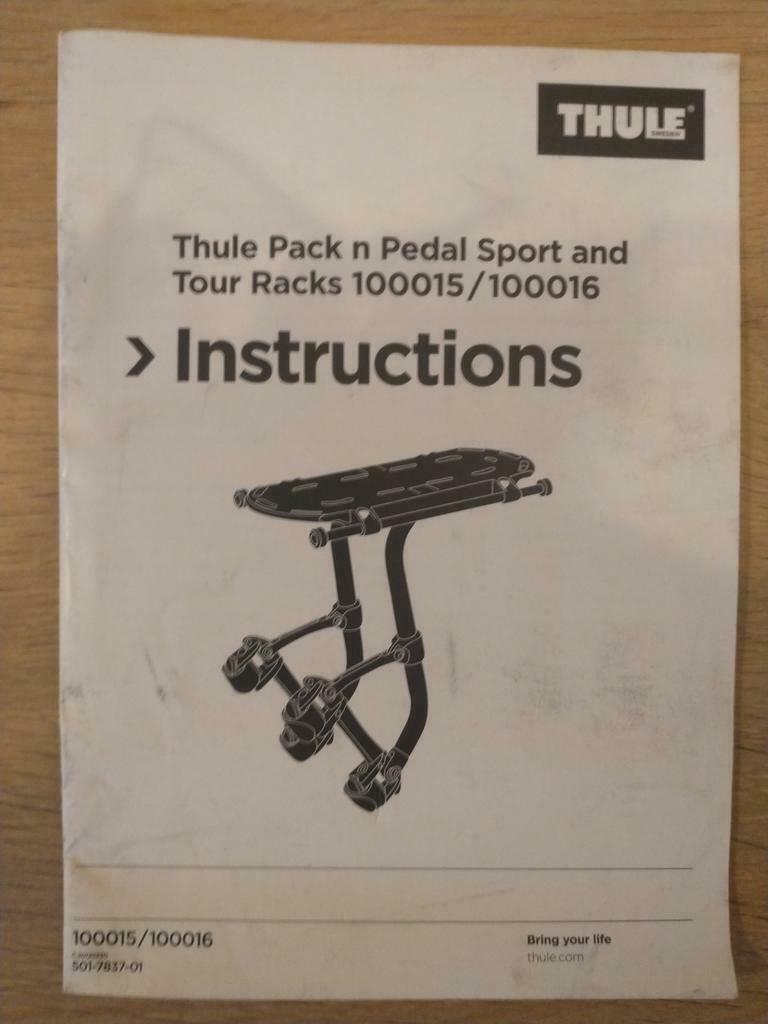 THULE®
SWEDEN
Thule Pack n Pedal Sport and
Tour Racks 100015/100016
› Instructions
100015/100016
501-7837-01
Bring your life
thule.com